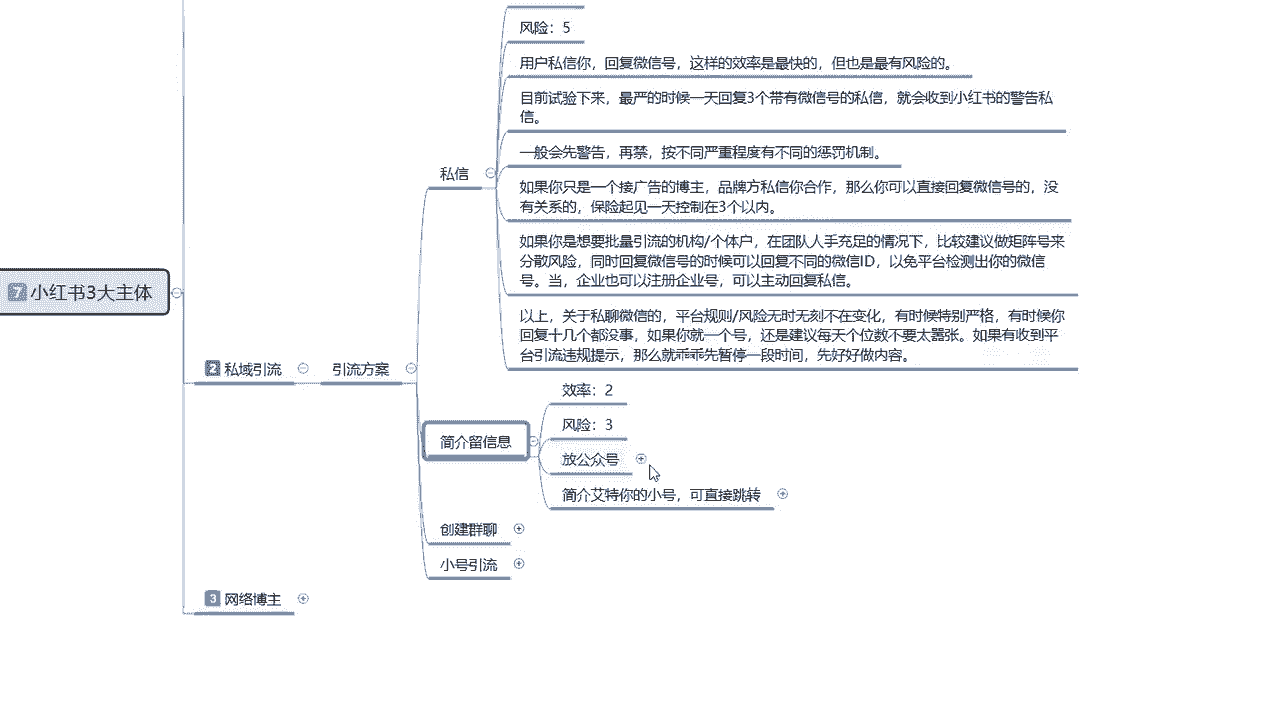 风险：5
用户私信你，回复微信号，这样的效率是最快的，但也是最有风险的。
目前试验下来，最严的时候一天回复3个带有微信号的私信，就会收到小红书的警告私
信。
一般会先警告，再禁，按不同严重程度有不同的惩罚机制。
私信
如果你只是一个接广告的博主，品牌方私信你合作，那么你可以直接回复微信号的，没
有关系的，保险起见一天控制在3个以内。
如果你是想要批量引流的机构/个体户，在团队人手充足的情况下，比较建议做矩阵号来
分散风险，同时回复微信号的时候可以回复不同的微信ID，以免平台检测出你的微信
号。当，企业也可以注册企业号，可以主动回复私信。
7 小红书3大主体
以上，关于私聊微信的，平台规则/风险无时无刻不在变化，有时候特别严格，有时候你
回复十几个都没事，如果你就一个号，还是建议每天个位数不要太嚣张。如果有收到平
台引流违规提示，那么就乖乖先暂停一段时间，先好好做内容。
2 私域引流
引流方案
效率：2
风险：3
简介留信息
放公众号
简介艾特你的小号，可直接跳转
创建群聊
小号引流
3 网络博主